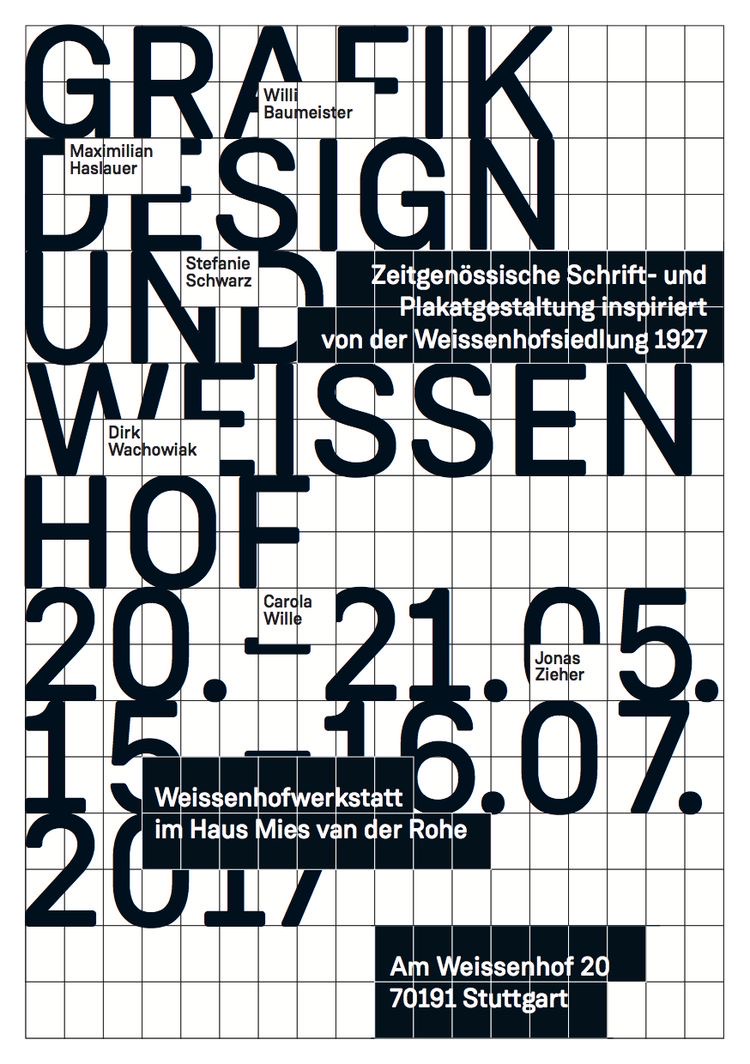 GRAFIK
Willi
Baumeister
DESIGN
Maximilian
Haslauer
UND
Stefanie
Schwarz
Zeitgenössische Schrift- und
Plakatgestaltung inspiriert
von der Weissenhofsiedlung 1927
WEISSEN
Dirk
Wachowiak
HOF
20.–21.05.
Carola
Wille
Jonas
Zieher
15.–16.07.
Weissenhofwerkstatt
im Haus Mies van der Rohe
2017
Am Weissenhof 20
70191 Stuttgart